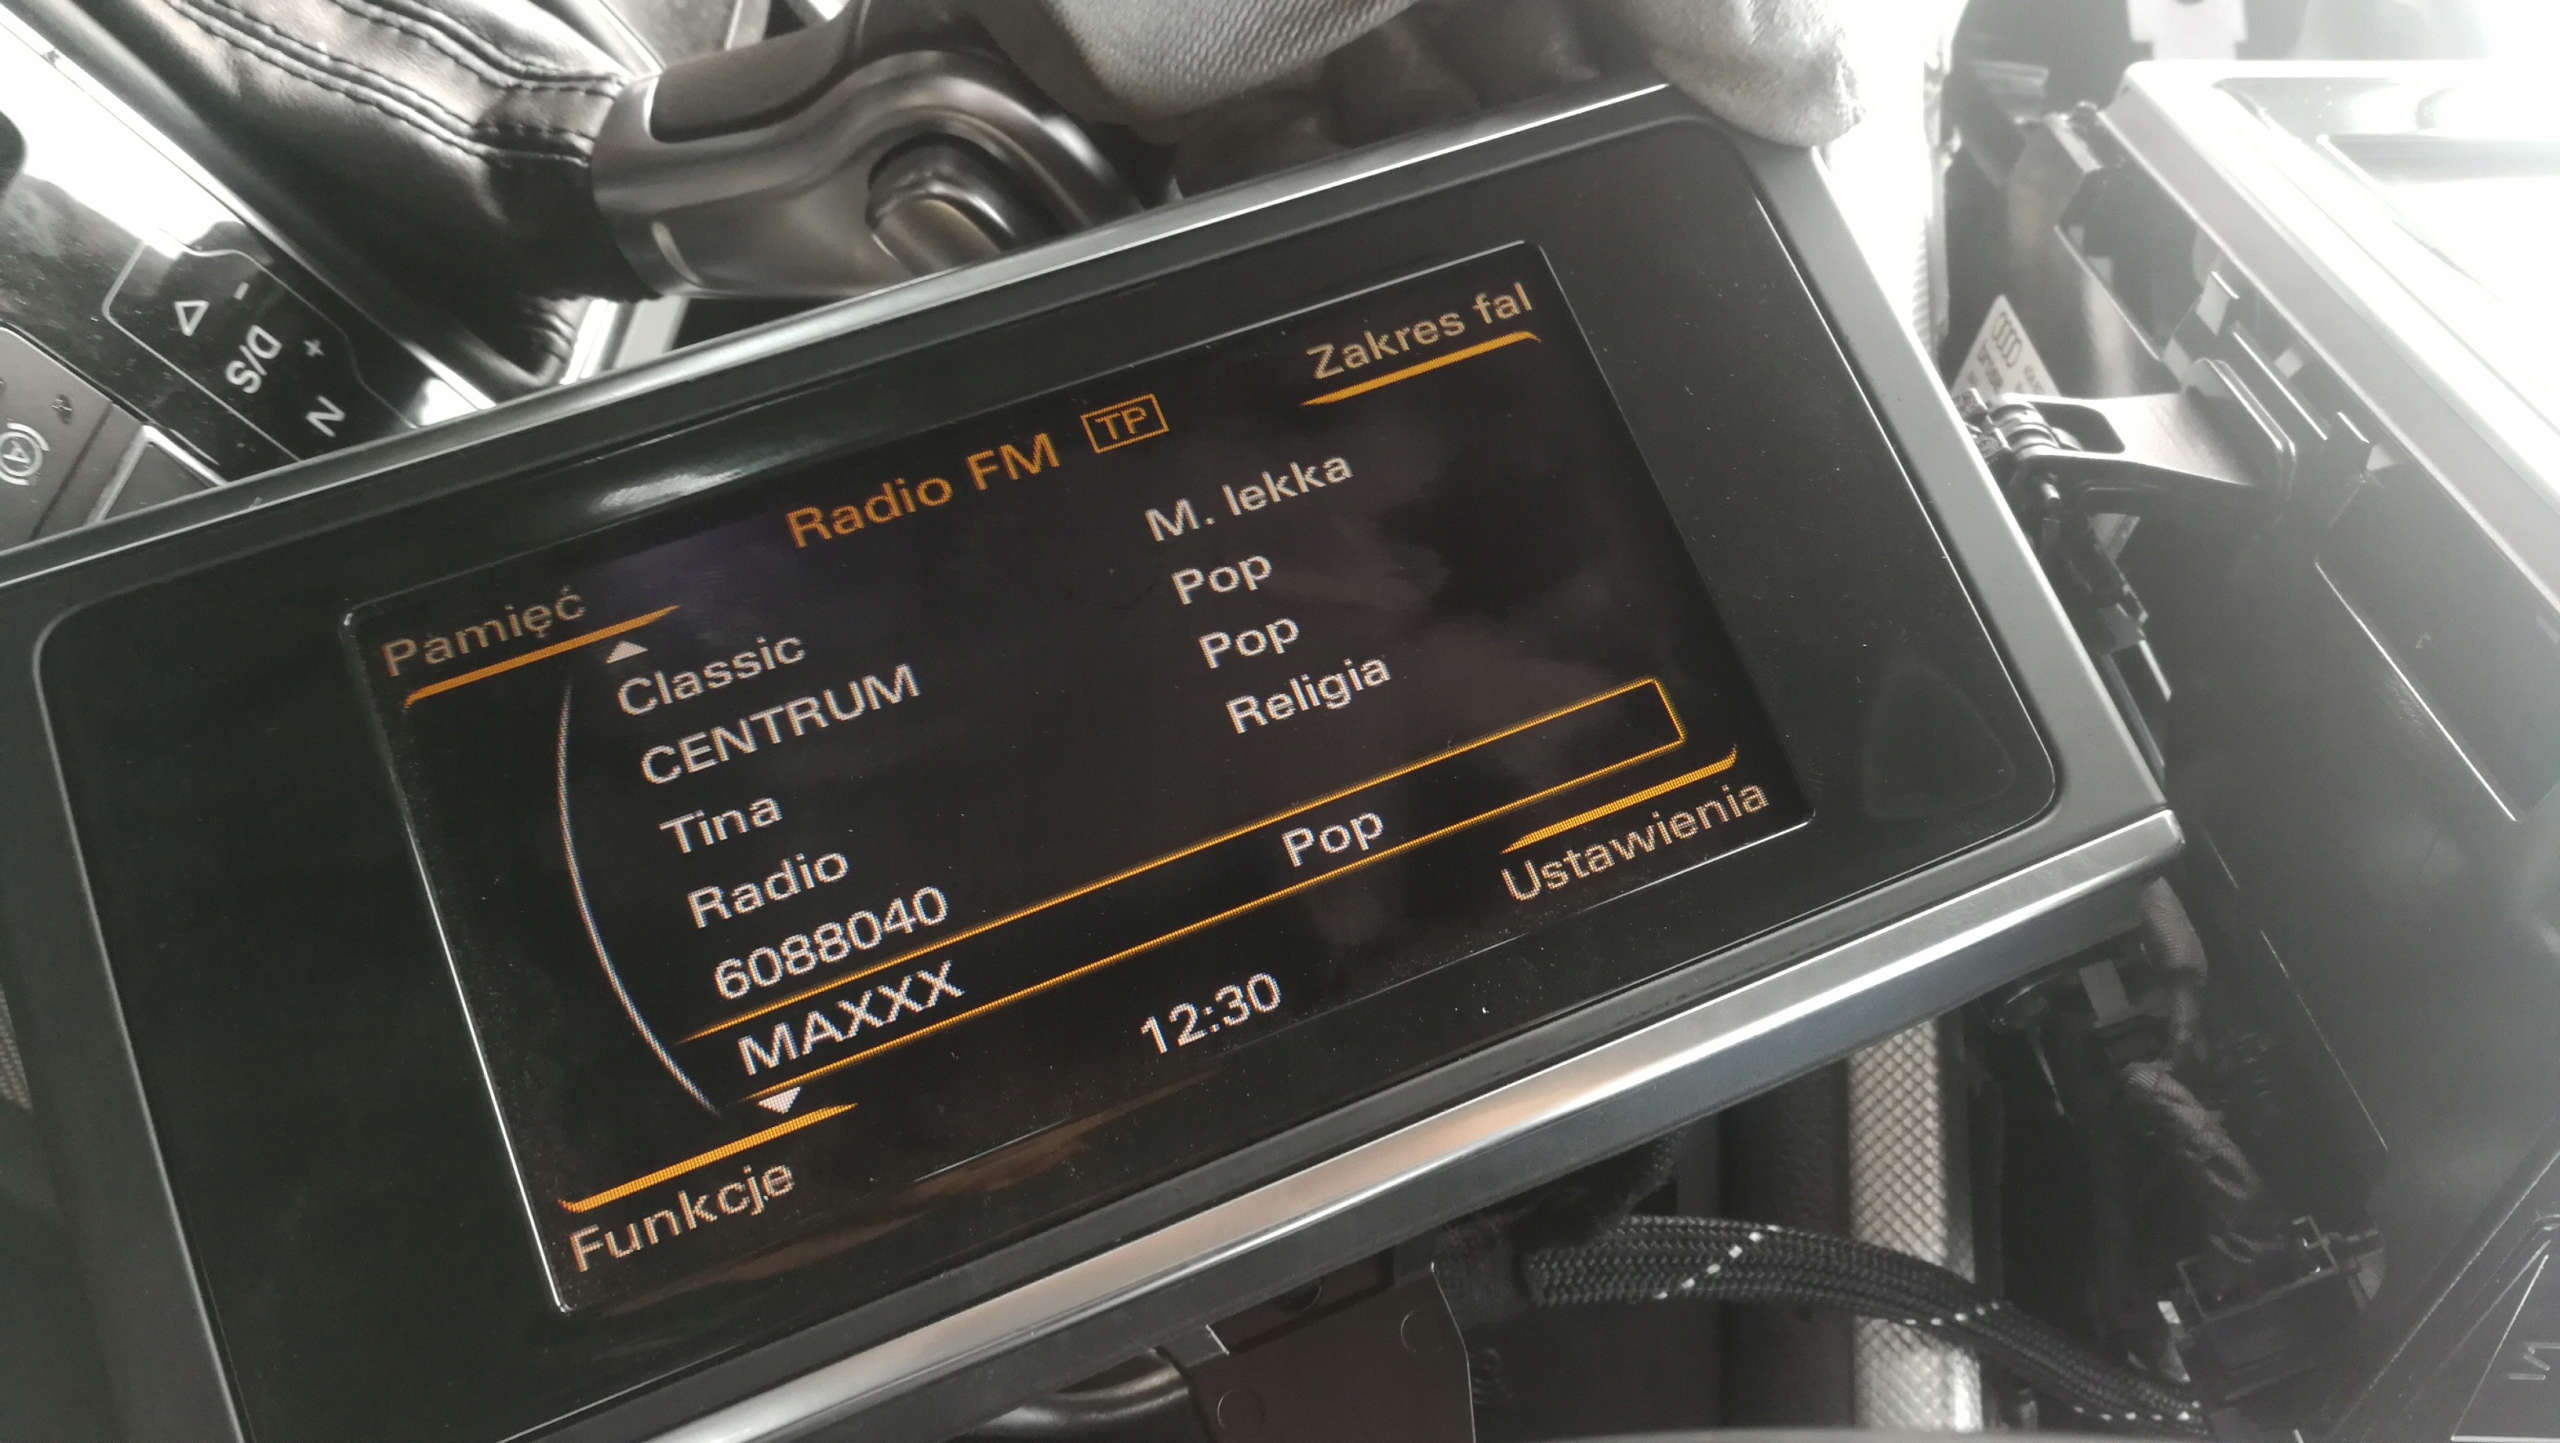 Pamięć
Radio FM TP
Zakres fal
Classic M. lekka
CENTRUM Pop
Tina Pop
Radio Religia
6088040
MAXXX Pop
Funkcje
12:30
Ustawienia
-
D/S
+
N
A